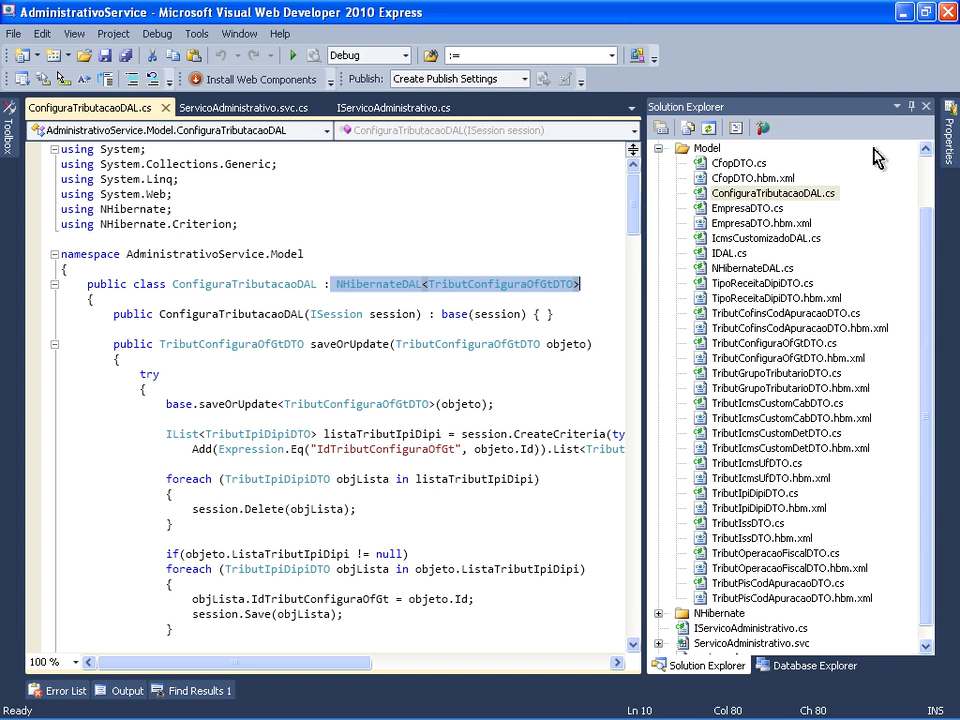 AdministrativoService - Microsoft Visual Web Developer 2010 Express
File Edit View Project Debug Tools Window Help
Debug :=
Install Web Components Publish: Create Publish Settings
Toolbox
ConfiguraTributacaoDAL.cs ServicoAdministrativo.svc.cs IServicoAdministrativo.cs
AdministrativoService.Model.ConfiguraTributacaoDAL ConfiguraTributacaoDAL(ISession session)
using System;
using System.Collections.Generic;
using System.Linq;
using System.Web;
using NHibernate;
using NHibernate.Criterion;
namespace AdministrativoService.Model
{
public class ConfiguraTributacaoDAL : NHibernateDAL<TributConfiguraOfGtDTO>
{
public ConfiguraTributacaoDAL(ISession session) : base(session) { }
public TributConfiguraOfGtDTO saveOrUpdate(TributConfiguraOfGtDTO objeto)
{
try
{
base.saveOrUpdate<TributConfiguraOfGtDTO>(objeto);
IList<TributIpiDipiDTO> listaTributIpiDipi = session.CreateCriteria(ty
Add(Expression.Eq("IdTributConfiguraOfGt", objeto.Id)).List<Tribut
foreach (TributIpiDipiDTO objLista in listaTributIpiDipi)
{
session.Delete(objLista);
}
if(objeto.ListaTributIpiDipi != null)
foreach (TributIpiDipiDTO objLista in objeto.ListaTributIpiDipi)
{
objLista.IdTributConfiguraOfGt = objeto.Id;
session.Save(objLista);
}
100 %
Solution Explorer
Model
CfopDTO.cs
CfopDTO.hbm.xml
ConfiguraTributacaoDAL.cs
EmpresaDTO.cs
EmpresaDTO.hbm.xml
IcmsCustomizadoDAL.cs
IDAL.cs
NHibernateDAL.cs
TipoReceitaDipiDTO.cs
TipoReceitaDipiDTO.hbm.xml
TributCofinsCodApuracaoDTO.cs
TributCofinsCodApuracaoDTO.hbm.xml
TributConfiguraOfGtDTO.cs
TributConfiguraOfGtDTO.hbm.xml
TributGrupoTributarioDTO.cs
TributGrupoTributarioDTO.hbm.xml
TributIcmsCustomCabDTO.cs
TributIcmsCustomCabDTO.hbm.xml
TributIcmsCustomDetDTO.cs
TributIcmsCustomDetDTO.hbm.xml
TributIcmsUfDTO.cs
TributIcmsUfDTO.hbm.xml
TributIpiDipiDTO.cs
TributIpiDipiDTO.hbm.xml
TributIssDTO.cs
TributIssDTO.hbm.xml
TributOperacaoFiscalDTO.cs
TributOperacaoFiscalDTO.hbm.xml
TributPisCodApuracaoDTO.cs
TributPisCodApuracaoDTO.hbm.xml
NHibernate
IServicoAdministrativo.cs
ServicoAdministrativo.svc
Solution Explorer Database Explorer
Properties
Error List Output Find Results 1
Ready Ln 10 Col 80 Ch 80 INS